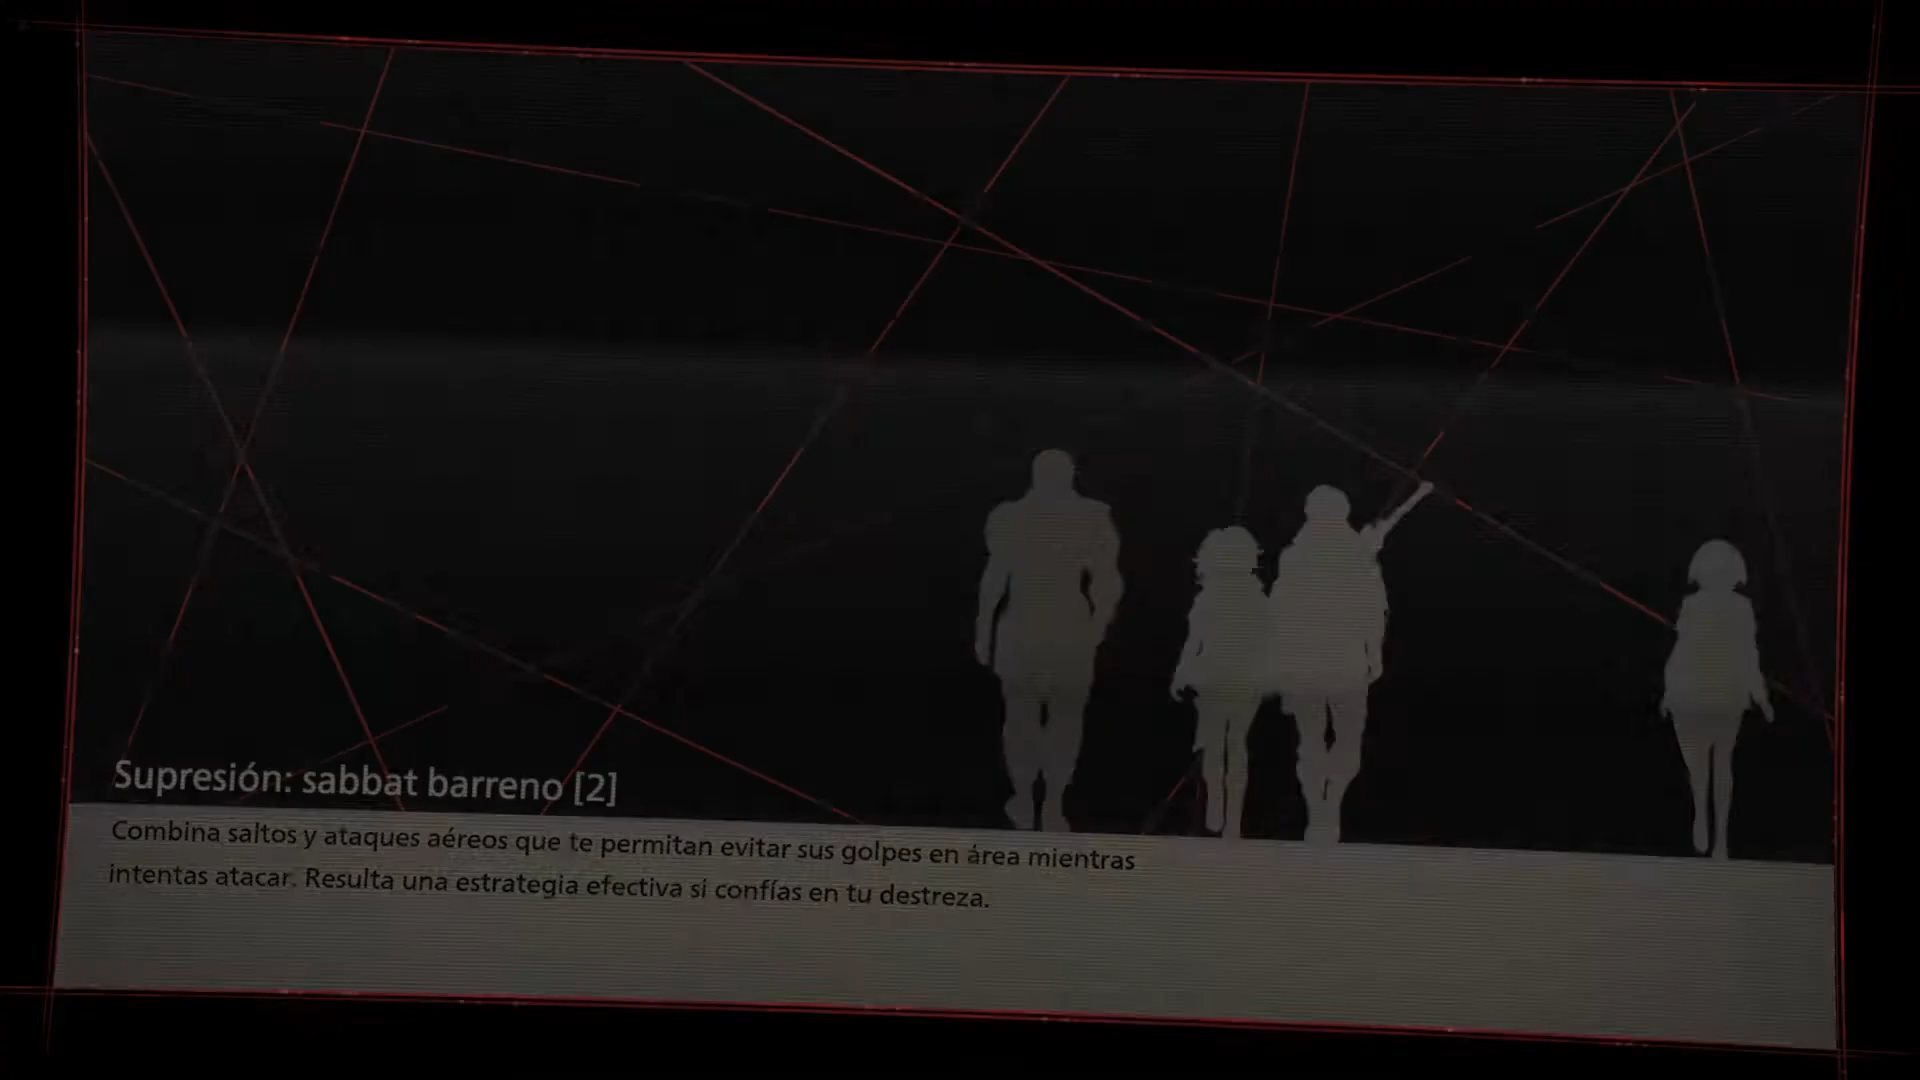 Supresión: sabbat barreno [2]
Combina saltos y ataques aéreos que te permitan evitar sus golpes en área mientras
intentas atacar. Resulta una estrategia efectiva si confías en tu destreza.